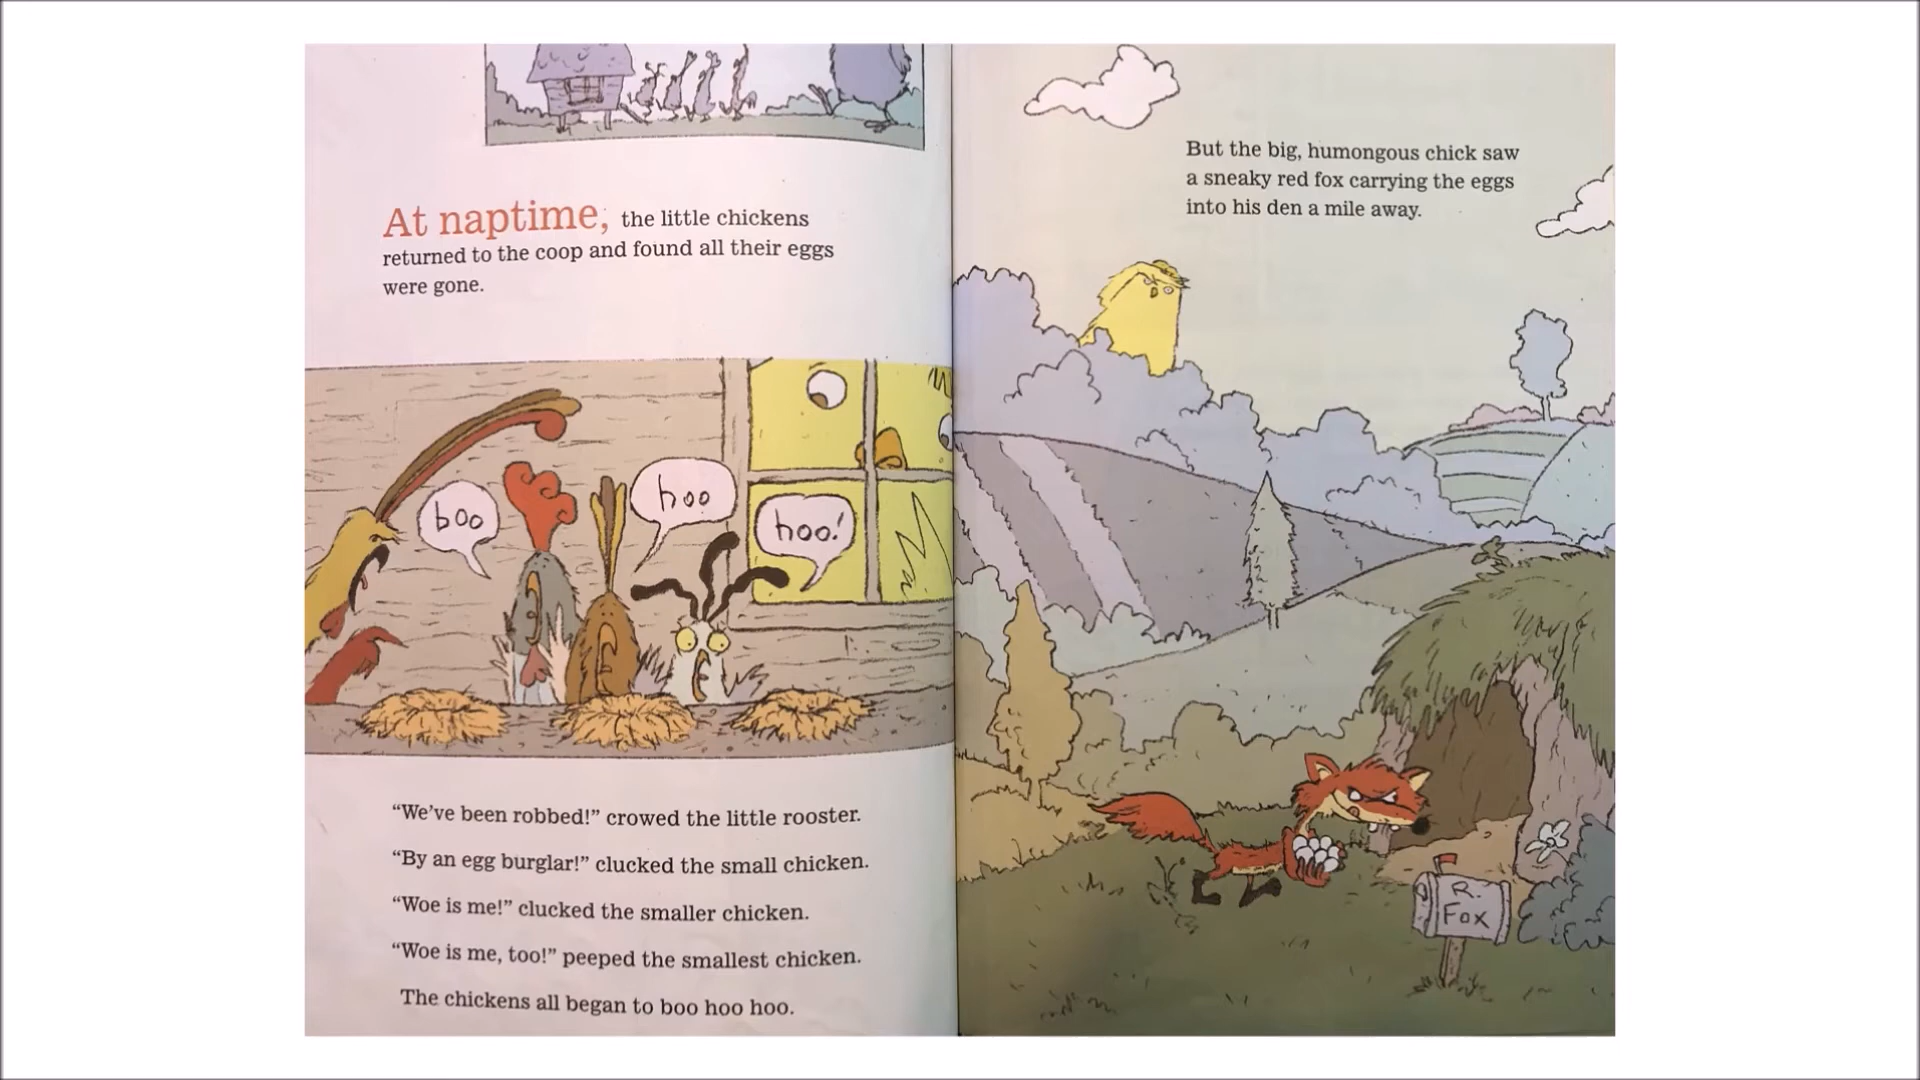 At naptime, the little chickens
returned to the coop and found all their eggs
were gone.
boo
hoo
hoo!
“We’ve been robbed!” crowed the little rooster.
“By an egg burglar!” clucked the small chicken.
“Woe is me!” clucked the smaller chicken.
“Woe is me, too!” peeped the smallest chicken.
The chickens all began to boo hoo hoo.
But the big, humongous chick saw
a sneaky red fox carrying the eggs
into his den a mile away.
R.
Fox